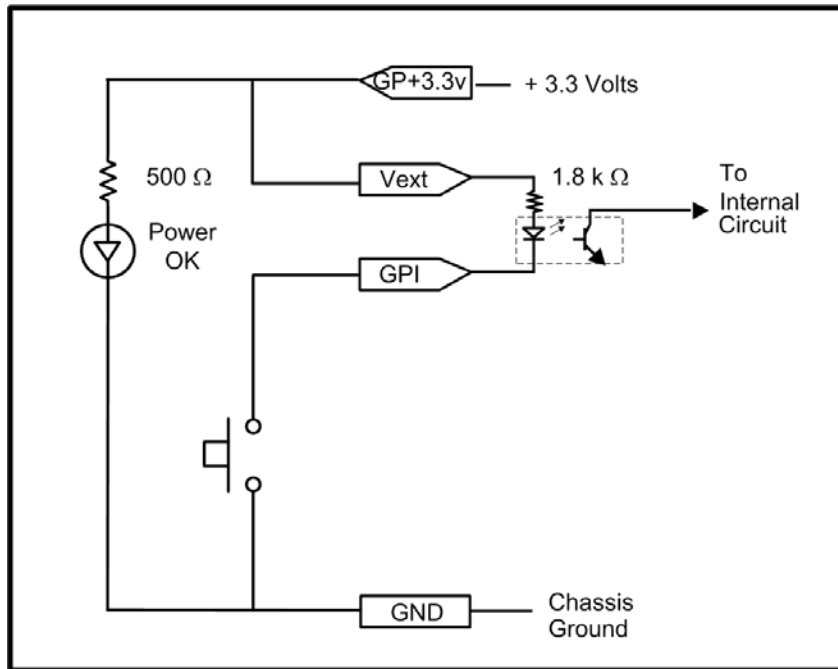 GP+3.3v
+ 3.3 Volts
500 Ω
Vext
1.8 k Ω
To
Internal
Circuit
Power
OK
GPI
GND
Chassis
Ground